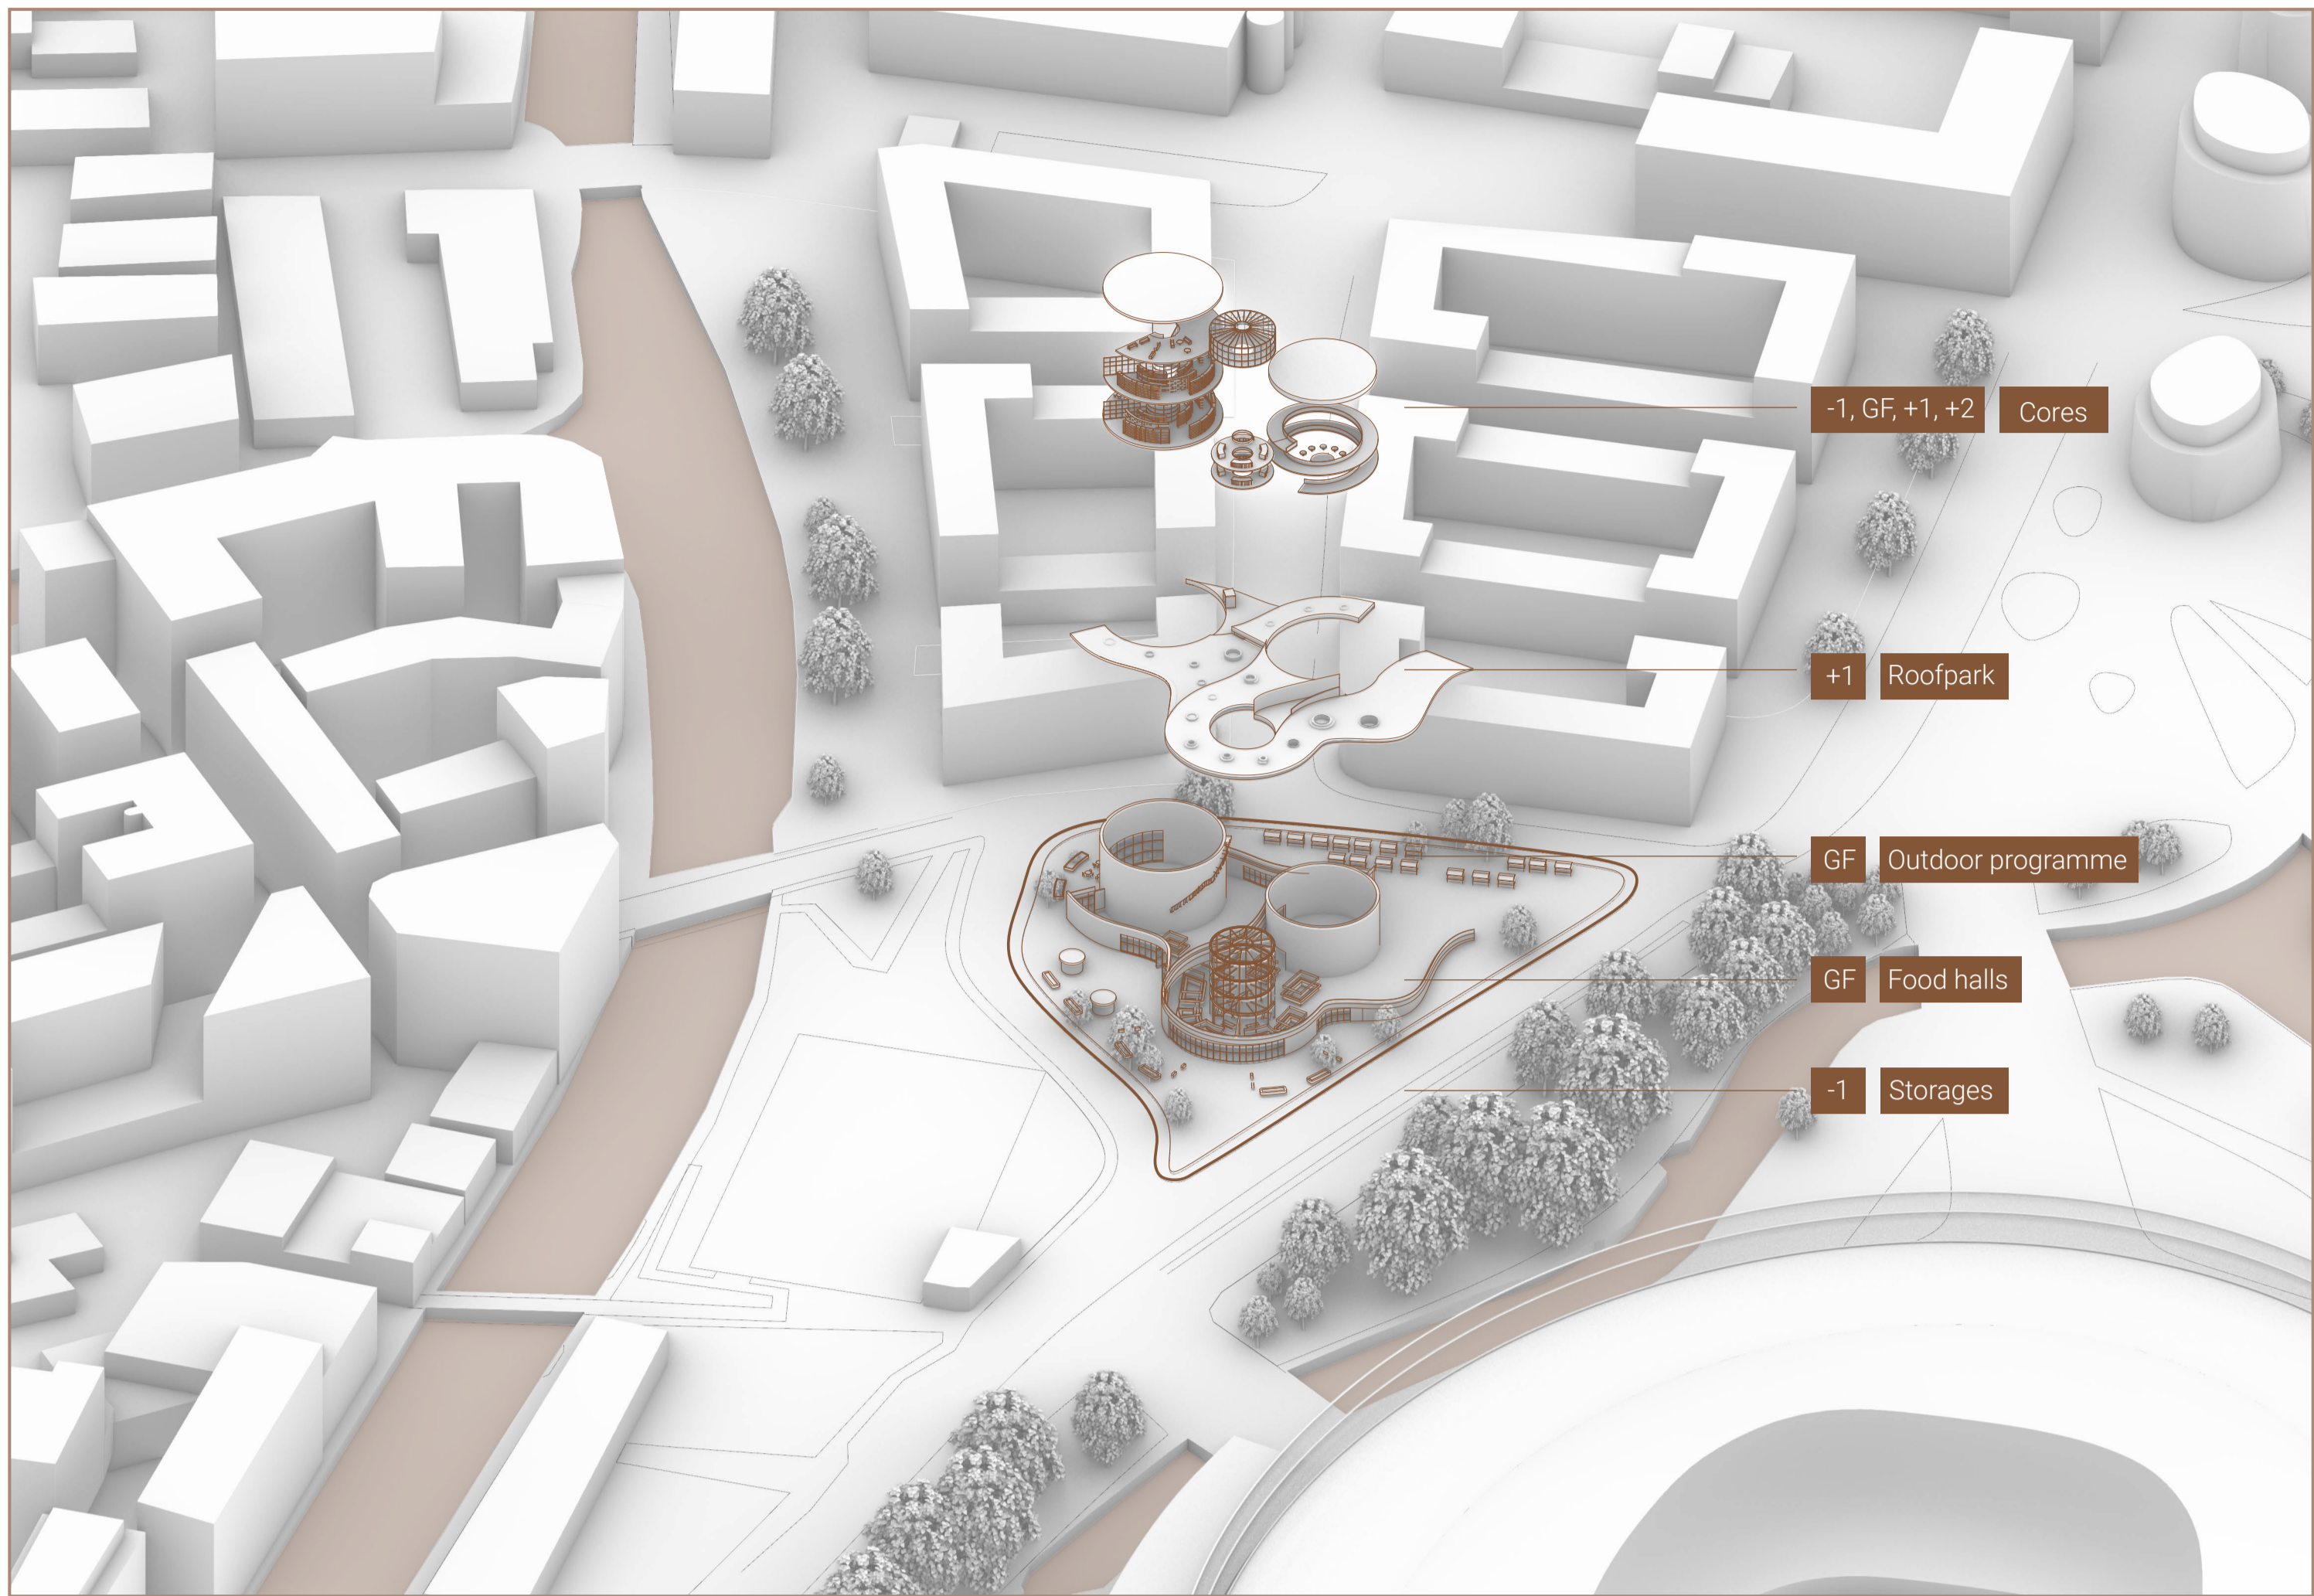 -1, GF, +1, +2 Cores
+1 Roofpark
GF Outdoor programme
GF Food halls
-1 Storages